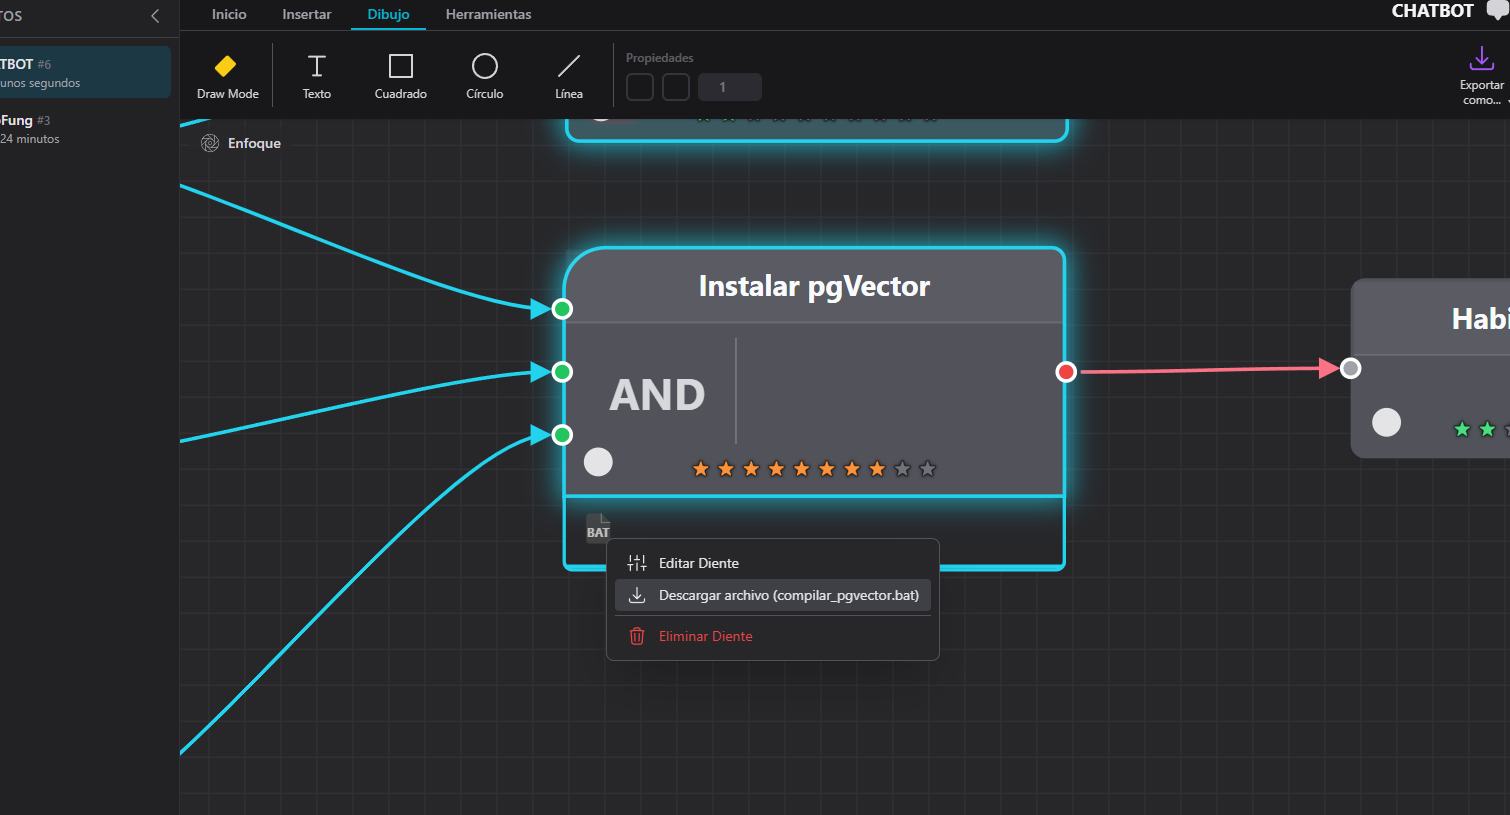 TOS
Inicio
Insertar
Dibujo
Herramientas
CHATBOT
TBOT #6
unos segundos
Fung #3
24 minutos
Draw Mode
Texto
Cuadrado
Círculo
Línea
Propiedades
1
Exportar
como...
Enfoque
Instalar pgVector
AND
BAT
Editar Diente
Descargar archivo (compilar_pgvector.bat)
Eliminar Diente
Habi